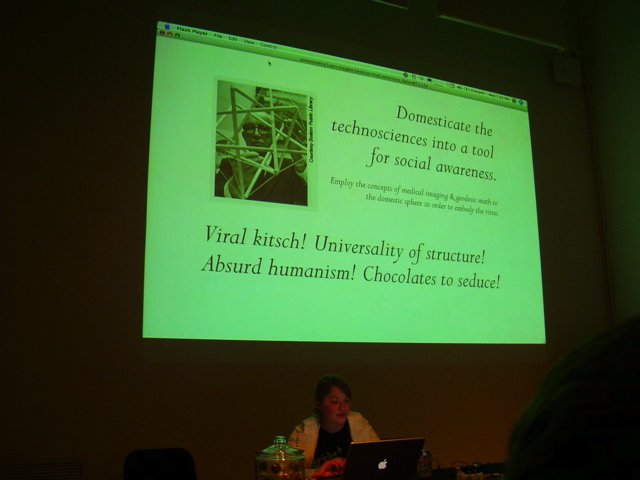 Flash Player File Edit View Control
Courtesy Boston Public Library
Domesticate the
technosciences into a tool
for social awareness.
Employ the concepts of medical imaging & geodetic math to
the domestic sphere in order to embody the virus.
Viral kitsch! Universality of structure!
Absurd humanism! Chocolates to seduce!